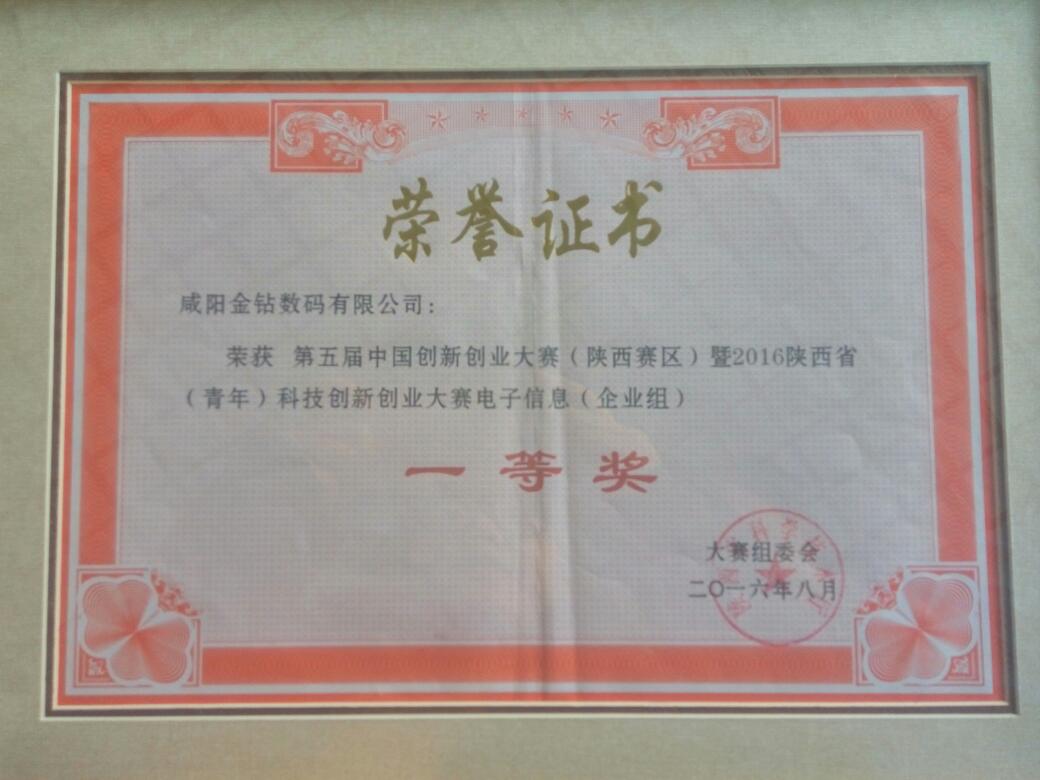 荣誉证书
咸阳金钻数码有限公司：
荣获 第五届中国创新创业大赛（陕西赛区）暨2016陕西省
（青年）科技创新创业大赛电子信息（企业组）
一等奖
大赛组委会
二〇一六年八月